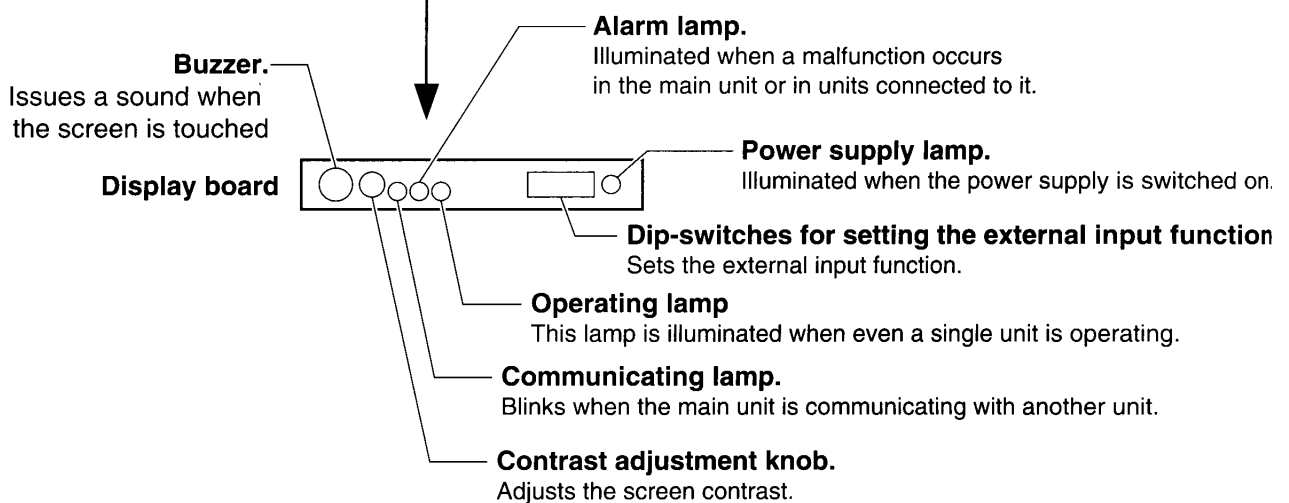 Alarm lamp.
Illuminated when a malfunction occurs
in the main unit or in units connected to it.
Buzzer.
Issues a sound when
the screen is touched
Power supply lamp.
Illuminated when the power supply is switched on.
Display board
Dip-switches for setting the external input function
Sets the external input function.
Operating lamp
This lamp is illuminated when even a single unit is operating.
Communicating lamp.
Blinks when the main unit is communicating with another unit.
Contrast adjustment knob.
Adjusts the screen contrast.